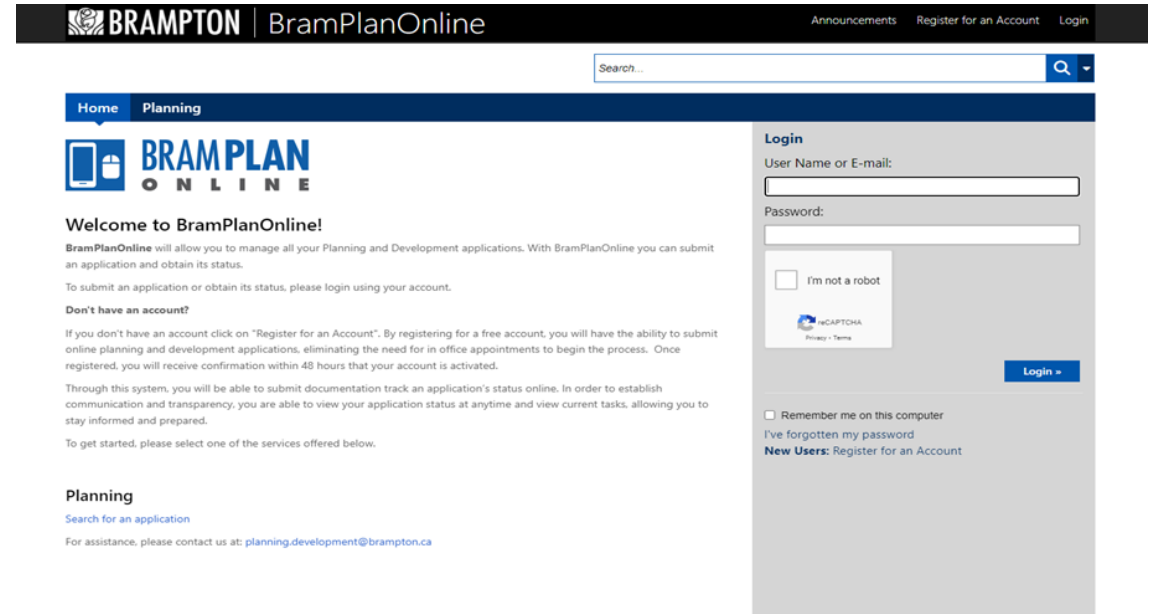 BRAMPTON | BramPlanOnline
Announcements Register for an Account Login
Search...
Home Planning
BRAMPLAN
ONLINE
Welcome to BramPlanOnline!
BramPlanOnline will allow you to manage all your Planning and Development applications. With BramPlanOnline you can submit
an application and obtain its status.
To submit an application or obtain its status, please login using your account.
Don't have an account?
If you don't have an account click on "Register for an Account". By registering for a free account, you will have the ability to submit
online planning and development applications, eliminating the need for in office appointments to begin the process. Once
registered, you will receive confirmation within 48 hours that your account is activated.
Through this system, you will be able to submit documentation track an application's status online. In order to establish
communication and transparency, you are able to view your application status at anytime and view current tasks, allowing you to
stay informed and prepared.
To get started, please select one of the services offered below.
Planning
Search for an application
For assistance, please contact us at: planning.development@brampton.ca
Login
User Name or E-mail:
Password:
I'm not a robot
reCAPTCHA
Privacy - Terms
Login »
Remember me on this computer
I've forgotten my password
New Users: Register for an Account